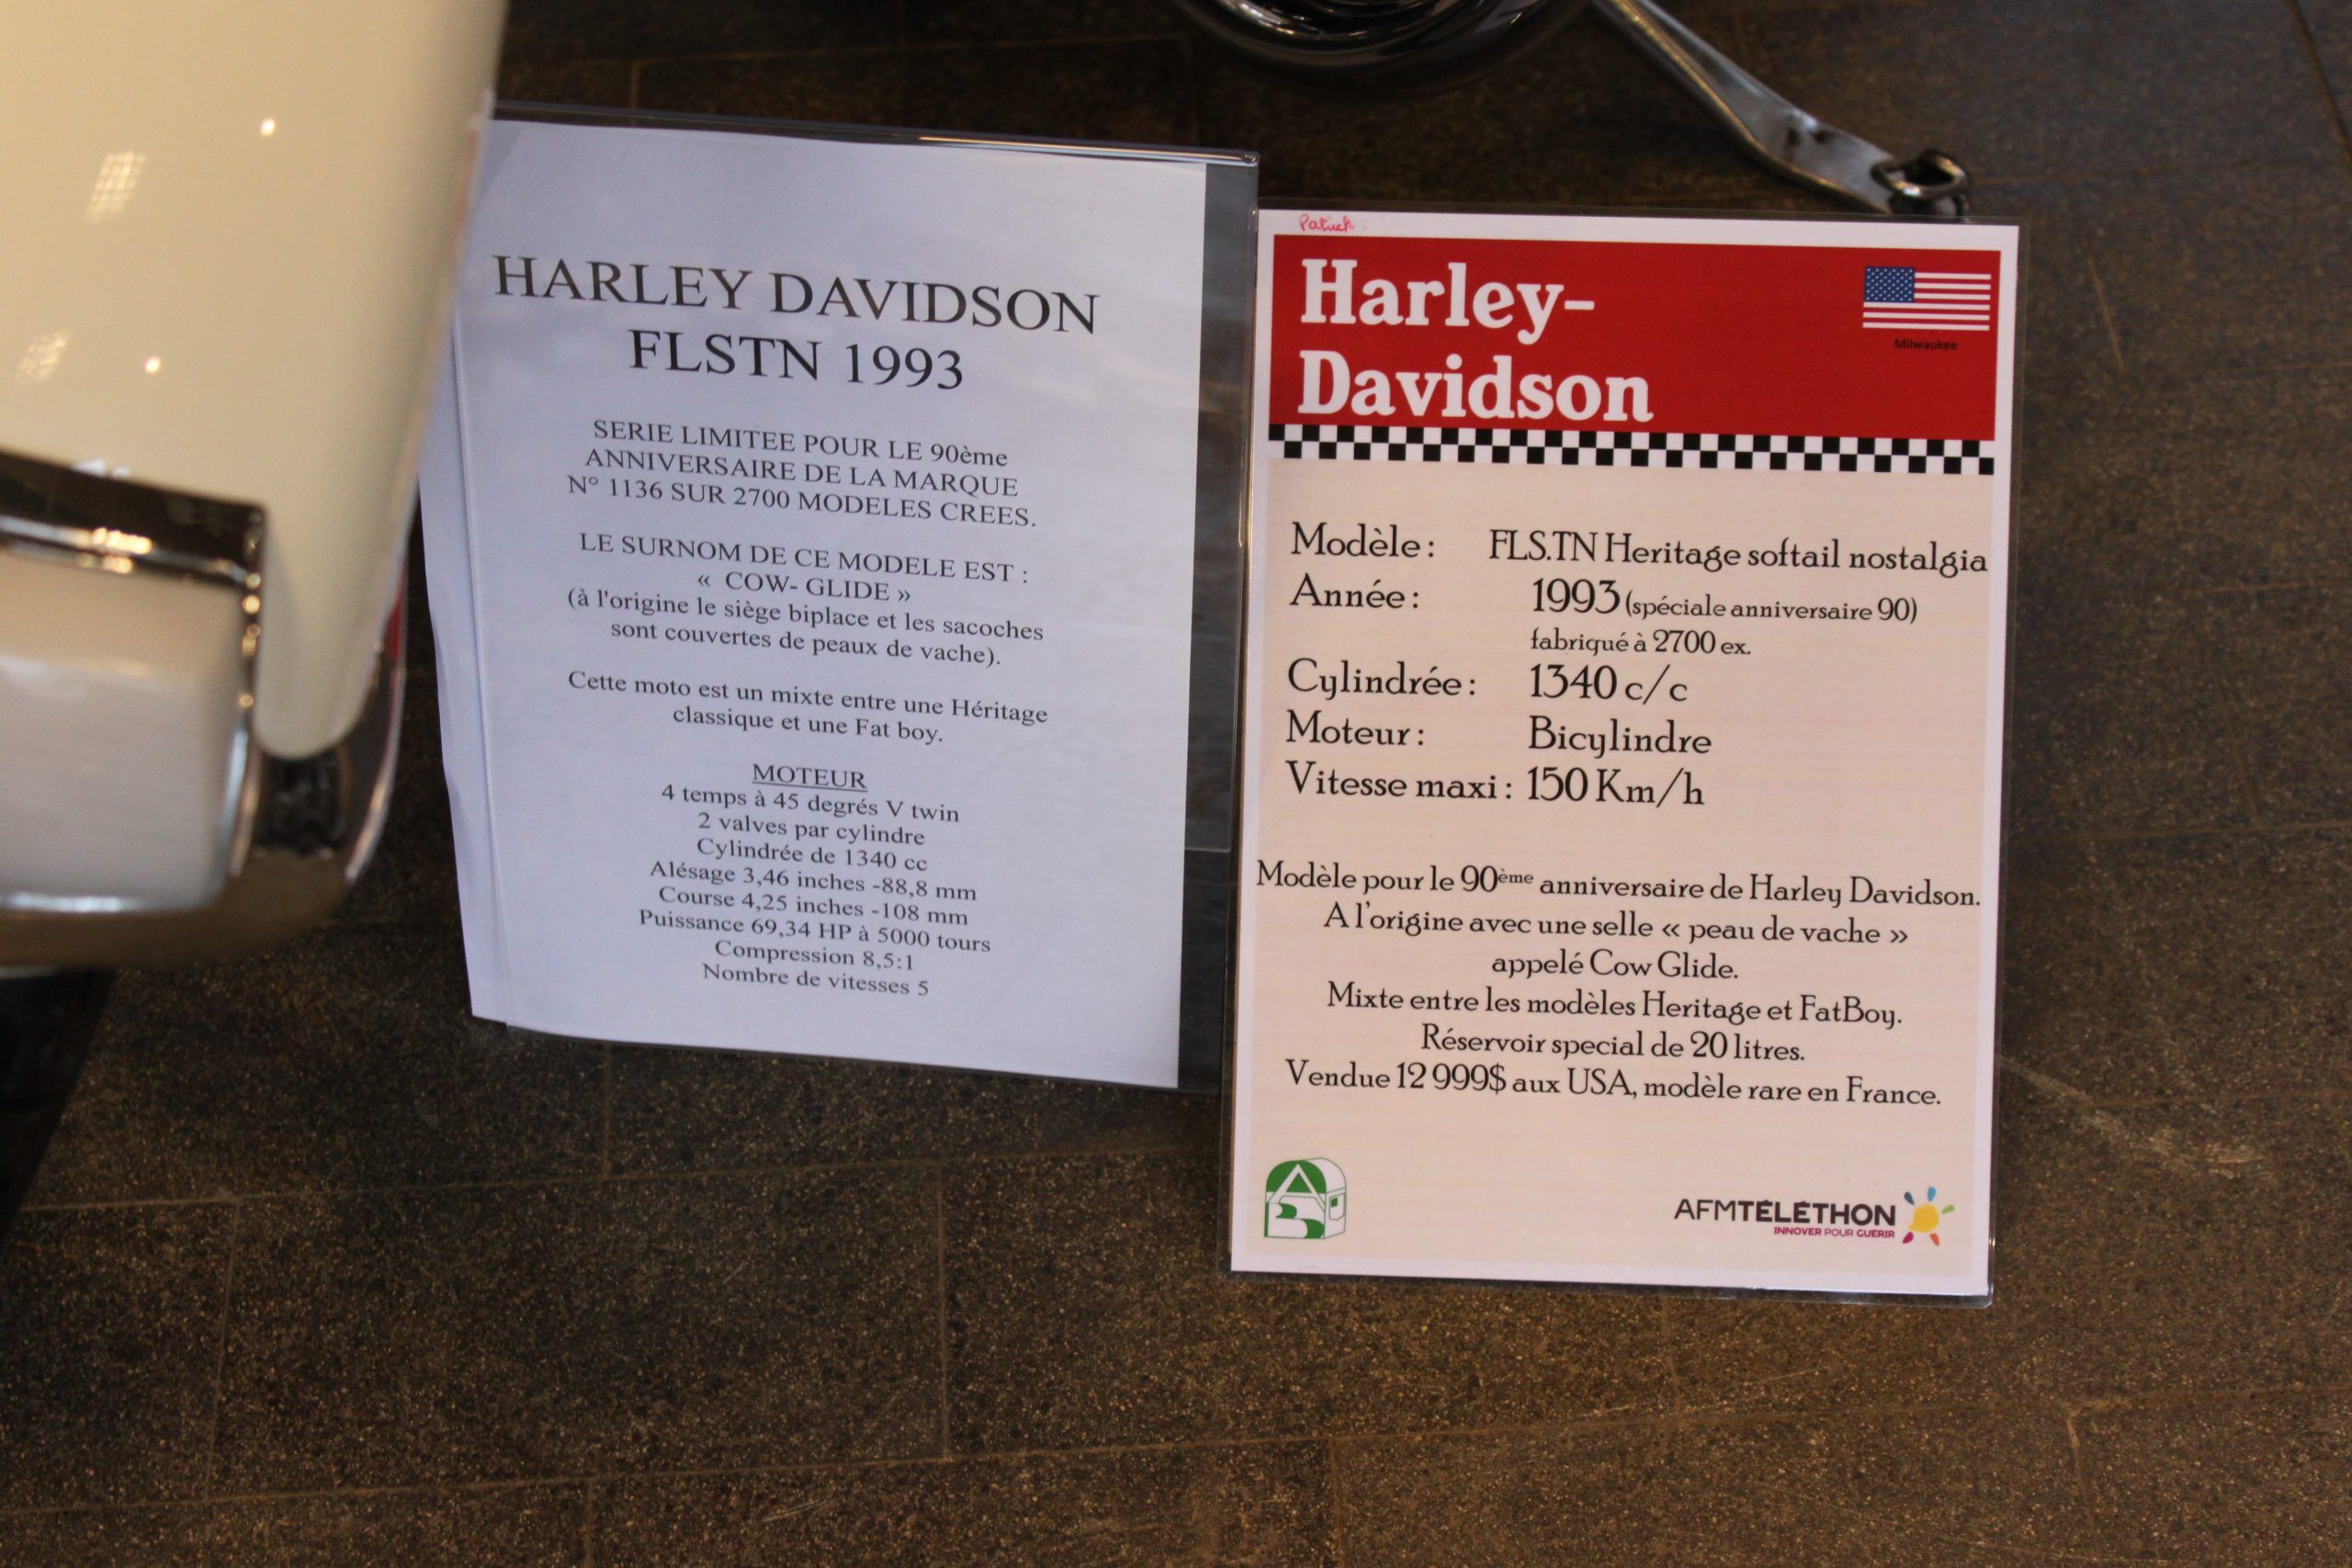 HARLEY DAVIDSON
FLSTN 1993
SERIE LIMITEE POUR LE 90ème
ANNIVERSAIRE DE LA MARQUE
N° 1136 SUR 2700 MODELES CREES.
LE SURNOM DE CE MODELE EST :
« COW- GLIDE »
(à l'origine le siège biplace et les sacoches
sont couvertes de peaux de vache).
Cette moto est un mixte entre une Héritage
classique et une Fat boy.
MOTEUR
4 temps à 45 degrés V twin
2 valves par cylindre
Cylindrée de 1340 cc
Alésage 3,46 inches -88,8 mm
Course 4,25 inches -108 mm
Puissance 69,34 HP à 5000 tours
Compression 8,5:1
Nombre de vitesses 5
Patrick
Harley-
Davidson
Milwaukee
Modèle : FLS.TN Heritage softail nostalgia
Année : 1993 (spéciale anniversaire 90)
fabriqué à 2700 ex.
Cylindrée : 1340 c/c
Moteur : Bicylindre
Vitesse maxi : 150 Km/h
Modèle pour le 90ème anniversaire de Harley Davidson.
A l'origine avec une selle « peau de vache »
appelé Cow Glide.
Mixte entre les modèles Heritage et FatBoy.
Réservoir special de 20 litres.
Vendue 12 999$ aux USA, modèle rare en France.
AFMTÉLÉTHON
INNOVER POUR GUÉRIR